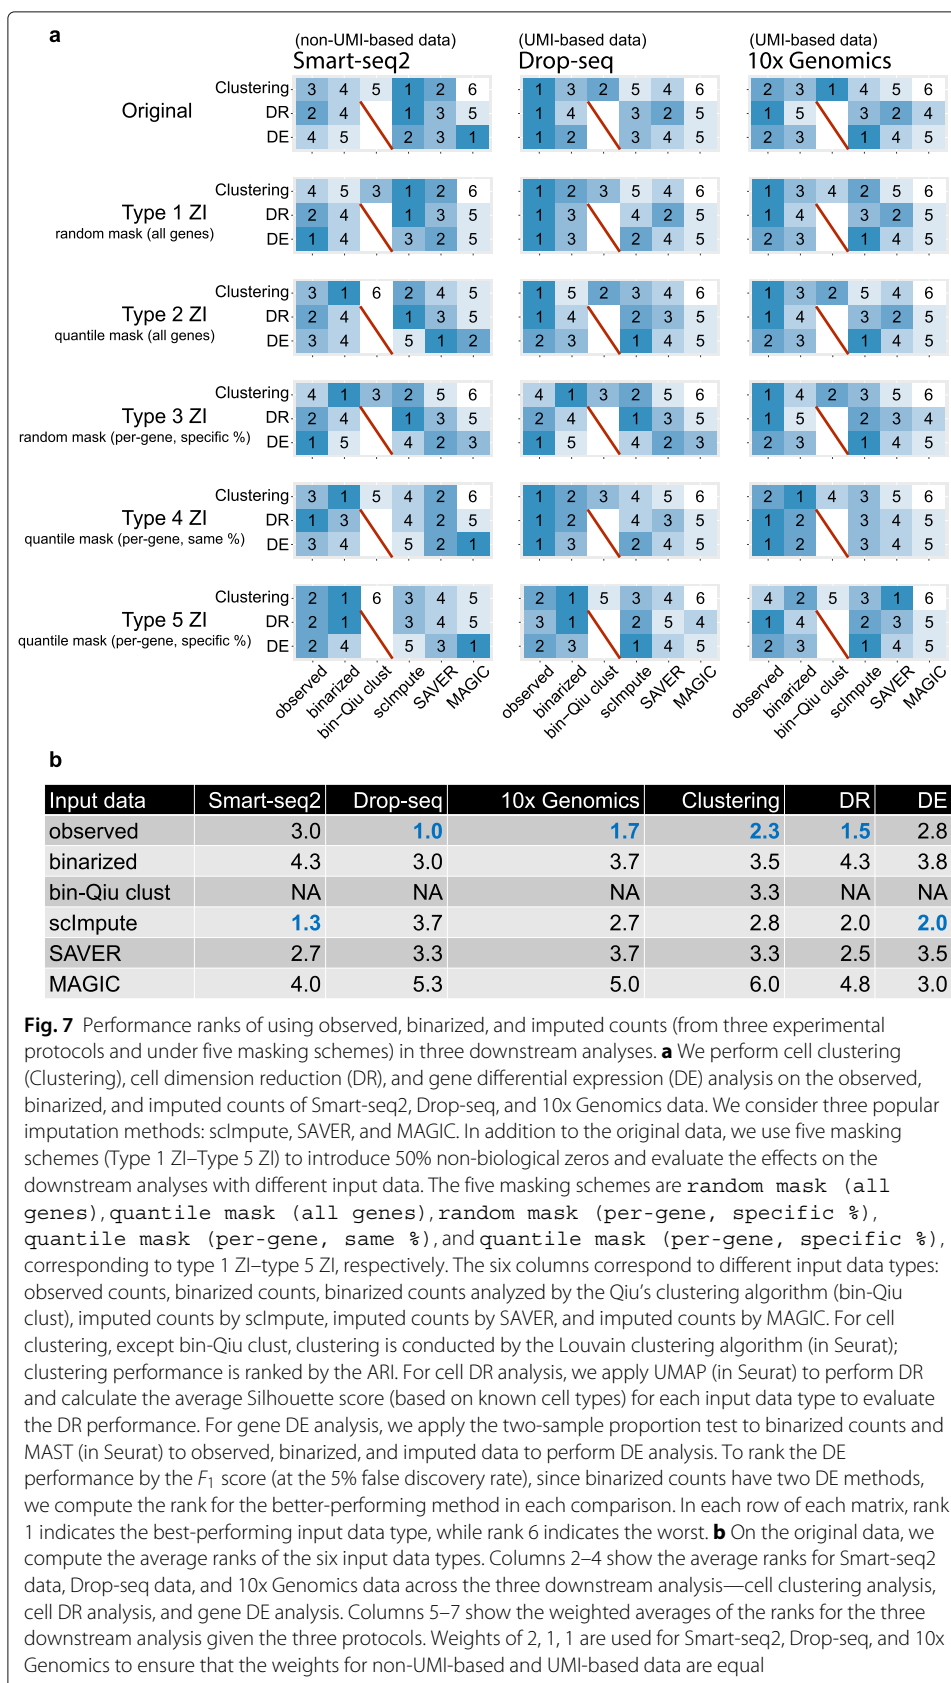 a
(non-UMI-based data) (UMI-based data) (UMI-based data)
Smart-seq2 Drop-seq 10x Genomics
Original
Clustering 3 4 5 1 2 6 1 3 2 5 4 6 2 3 1 4 5 6
DR 2 4 1 3 5 1 4 3 2 5 1 5 3 2 4
DE 4 5 2 3 1 1 2 3 4 5 2 3 1 4 5
Type 1 ZI
random mask (all genes)
Clustering 4 5 3 1 2 6 1 2 3 5 4 6 1 3 4 2 5 6
DR 2 4 1 3 5 1 3 4 2 5 1 4 3 2 5
DE 1 4 3 2 5 1 3 2 4 5 2 3 1 4 5
Type 2 ZI
quantile mask (all genes)
Clustering 3 1 6 2 4 5 1 5 2 3 4 6 1 3 2 5 4 6
DR 2 4 1 3 5 1 4 2 3 5 1 4 3 2 5
DE 3 4 5 1 2 2 3 1 4 5 2 3 1 4 5
Type 3 ZI
random mask (per-gene, specific %)
Clustering 4 1 3 2 5 6 4 1 3 2 5 6 1 4 2 3 5 6
DR 2 4 1 3 5 2 4 1 3 5 1 5 2 3 4
DE 1 5 4 2 3 1 5 4 2 3 2 3 1 4 5
Type 4 ZI
quantile mask (per-gene, same %)
Clustering 3 1 5 4 2 6 1 2 3 4 5 6 2 1 4 3 5 6
DR 1 3 4 2 5 1 2 4 3 5 1 2 3 4 5
DE 3 4 5 2 1 1 3 2 4 5 1 2 3 4 5
Type 5 ZI
quantile mask (per-gene, specific %)
Clustering 2 1 6 3 4 5 2 1 5 3 4 6 4 2 5 3 1 6
DR 2 1 3 4 5 3 1 2 5 4 1 4 2 3 5
DE 2 4 5 3 1 2 3 1 4 5 2 3 1 4 5
observed binarized bin-Qiu clust scImpute SAVER MAGIC observed binarized bin-Qiu clust scImpute SAVER MAGIC observed binarized bin-Qiu clust scImpute SAVER MAGIC
b
Input data Smart-seq2 Drop-seq 10x Genomics Clustering DR DE
observed 3.0 1.0 1.7 2.3 1.5 2.8
binarized 4.3 3.0 3.7 3.5 4.3 3.8
bin-Qiu clust NA NA NA 3.3 NA NA
scImpute 1.3 3.7 2.7 2.8 2.0 2.0
SAVER 2.7 3.3 3.7 3.3 2.5 3.5
MAGIC 4.0 5.3 5.0 6.0 4.8 3.0
Fig. 7 Performance ranks of using observed, binarized, and imputed counts (from three experimental
protocols and under five masking schemes) in three downstream analyses. a We perform cell clustering
(Clustering), cell dimension reduction (DR), and gene differential expression (DE) analysis on the observed,
binarized, and imputed counts of Smart-seq2, Drop-seq, and 10x Genomics data. We consider three popular
imputation methods: scImpute, SAVER, and MAGIC. In addition to the original data, we use five masking
schemes (Type 1 ZI–Type 5 ZI) to introduce 50% non-biological zeros and evaluate the effects on the
downstream analyses with different input data. The five masking schemes are random mask (all
genes), quantile mask (all genes), random mask (per-gene, specific %),
quantile mask (per-gene, same %), and quantile mask (per-gene, specific %),
corresponding to type 1 ZI–type 5 ZI, respectively. The six columns correspond to different input data types:
observed counts, binarized counts, binarized counts analyzed by the Qiu's clustering algorithm (bin-Qiu
clust), imputed counts by scImpute, imputed counts by SAVER, and imputed counts by MAGIC. For cell
clustering, except bin-Qiu clust, clustering is conducted by the Louvain clustering algorithm (in Seurat);
clustering performance is ranked by the ARI. For cell DR analysis, we apply UMAP (in Seurat) to perform DR
and calculate the average Silhouette score (based on known cell types) for each input data type to evaluate
the DR performance. For gene DE analysis, we apply the two-sample proportion test to binarized counts and
MAST (in Seurat) to observed, binarized, and imputed data to perform DE analysis. To rank the DE
performance by the F1 score (at the 5% false discovery rate), since binarized counts have two DE methods,
we compute the rank for the better-performing method in each comparison. In each row of each matrix, rank
1 indicates the best-performing input data type, while rank 6 indicates the worst. b On the original data, we
compute the average ranks of the six input data types. Columns 2–4 show the average ranks for Smart-seq2
data, Drop-seq data, and 10x Genomics data across the three downstream analysis—cell clustering analysis,
cell DR analysis, and gene DE analysis. Columns 5–7 show the weighted averages of the ranks for the three
downstream analysis given the three protocols. Weights of 2, 1, 1 are used for Smart-seq2, Drop-seq, and 10x
Genomics to ensure that the weights for non-UMI-based and UMI-based data are equal